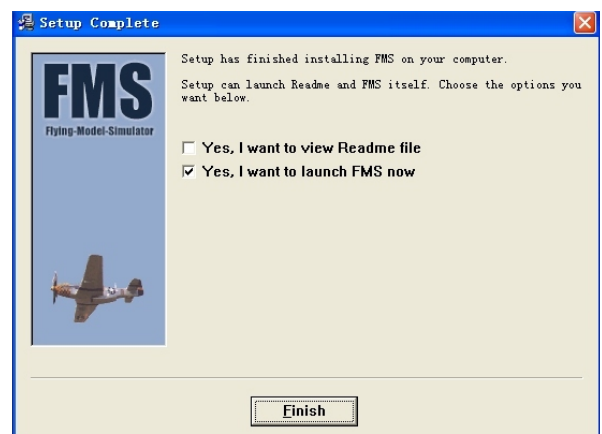 Setup Complete
FMS
Flying-Model-Simulator
Setup has finished installing FMS on your computer.
Setup can launch Readme and FMS itself. Choose the options you
want below.
Yes, I want to view Readme file
Yes, I want to launch FMS now
Finish